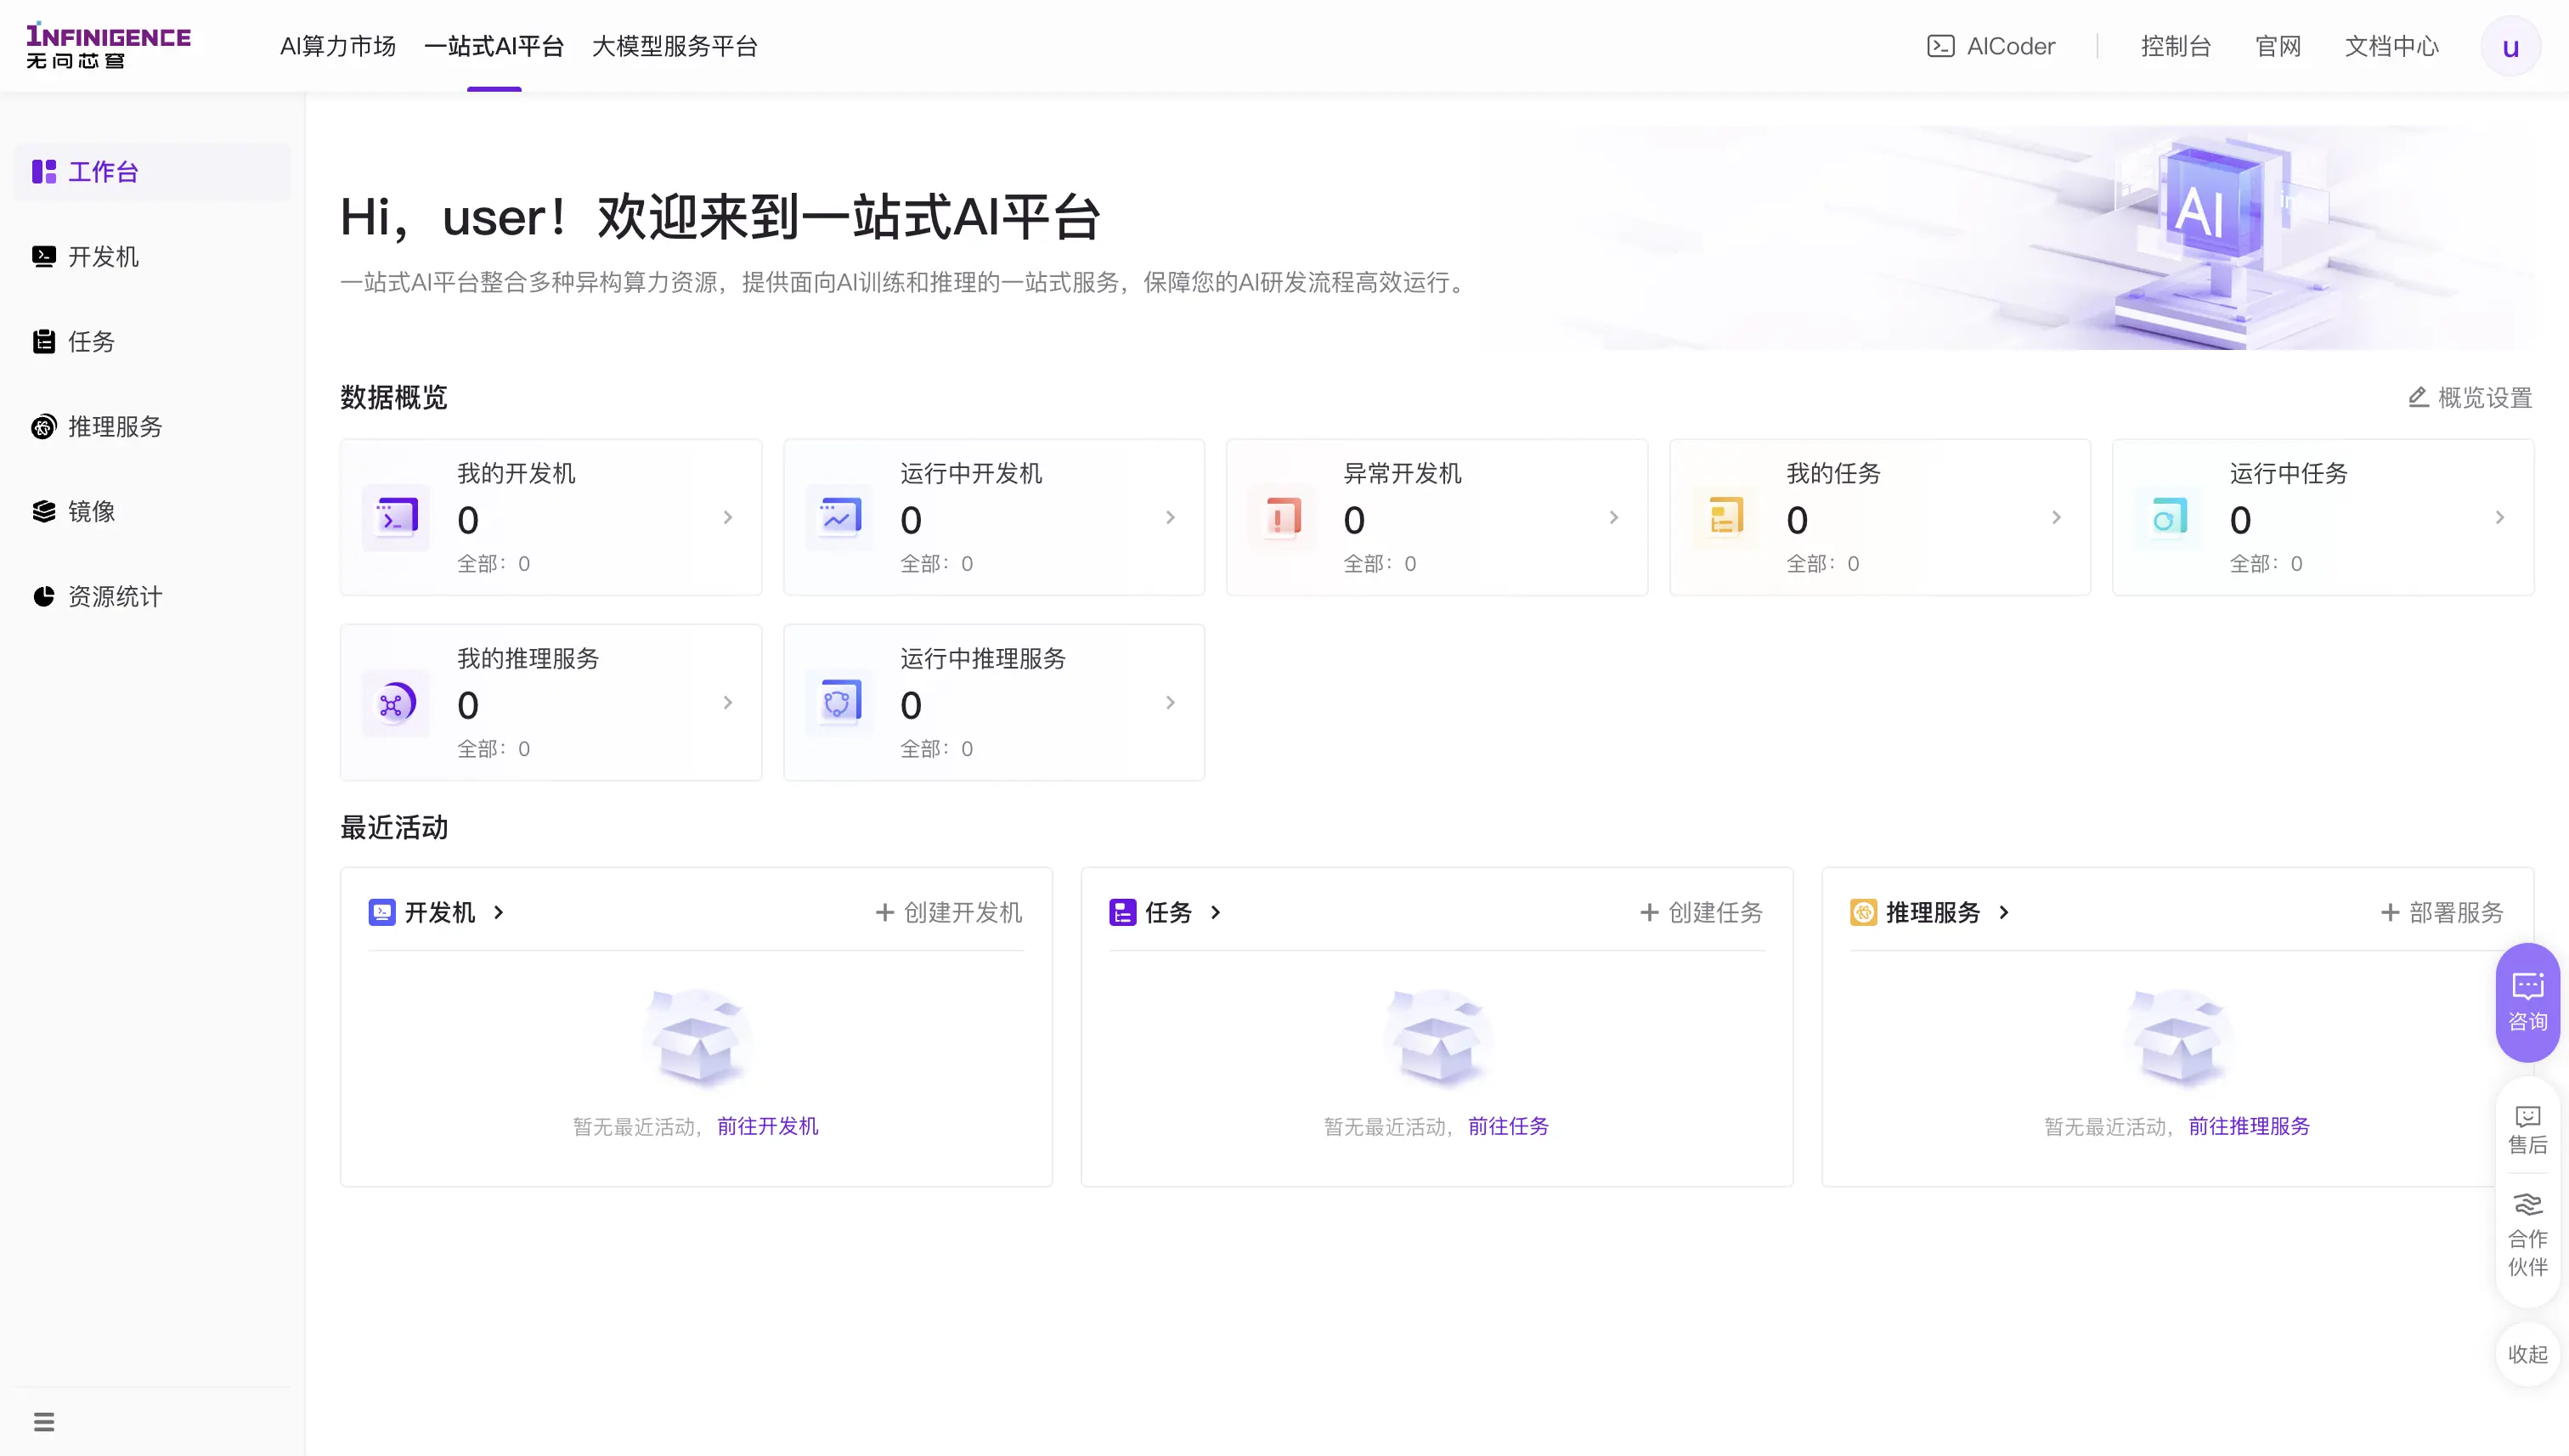 INFINIGENCE
无问芯穹
AI算力市场
一站式AI平台
大模型服务平台
AICoder
控制台
官网
文档中心
u
工作台
开发机
任务
推理服务
镜像
资源统计
Hi，user！欢迎来到一站式AI平台
一站式AI平台整合多种异构算力资源，提供面向AI训练和推理的一站式服务，保障您的AI研发流程高效运行。
AI
数据概览
概览设置
我的开发机
0
全部：0
运行中开发机
0
全部：0
异常开发机
0
全部：0
我的任务
0
全部：0
运行中任务
0
全部：0
我的推理服务
0
全部：0
运行中推理服务
0
全部：0
最近活动
开发机
创建开发机
暂无最近活动，前往开发机
任务
创建任务
暂无最近活动，前往任务
推理服务
部署服务
暂无最近活动，前往推理服务
咨询
售后
合作
伙伴
收起